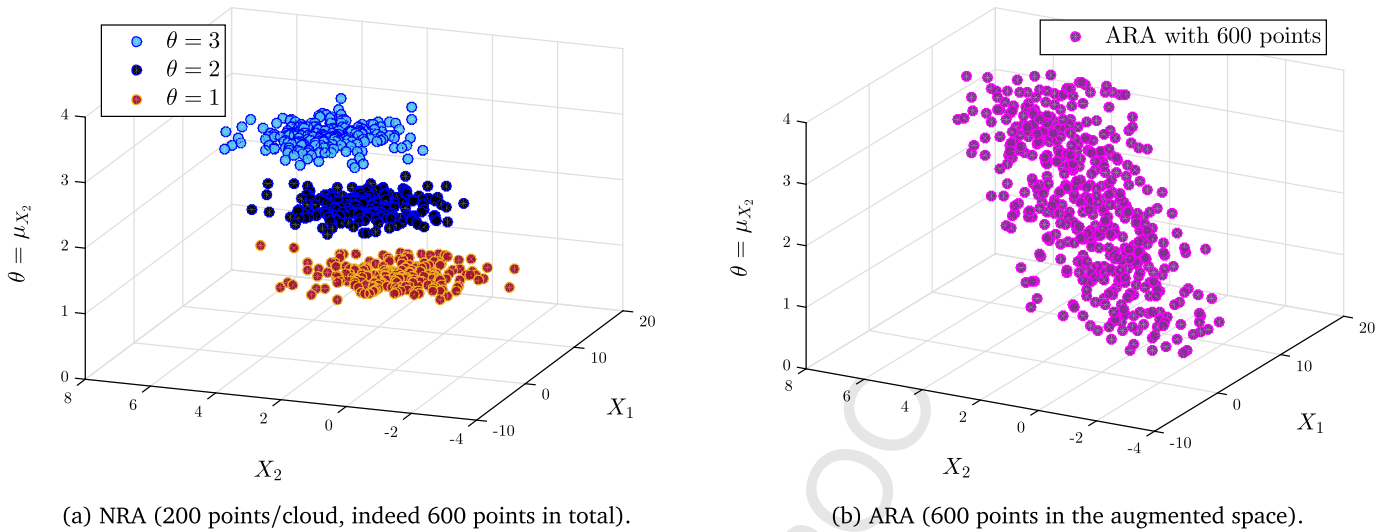 θ = 3
θ = 2
θ = 1
4
3
2
1
0
θ = μ_{X_2}
8
6
4
2
0
-2
-4
X_2
-10
0
10
20
X_1
(a) NRA (200 points/cloud, indeed 600 points in total).
ARA with 600 points
4
3
2
1
0
θ = μ_{X_2}
8
6
4
2
0
-2
-4
X_2
-10
0
10
20
X_1
(b) ARA (600 points in the augmented space).